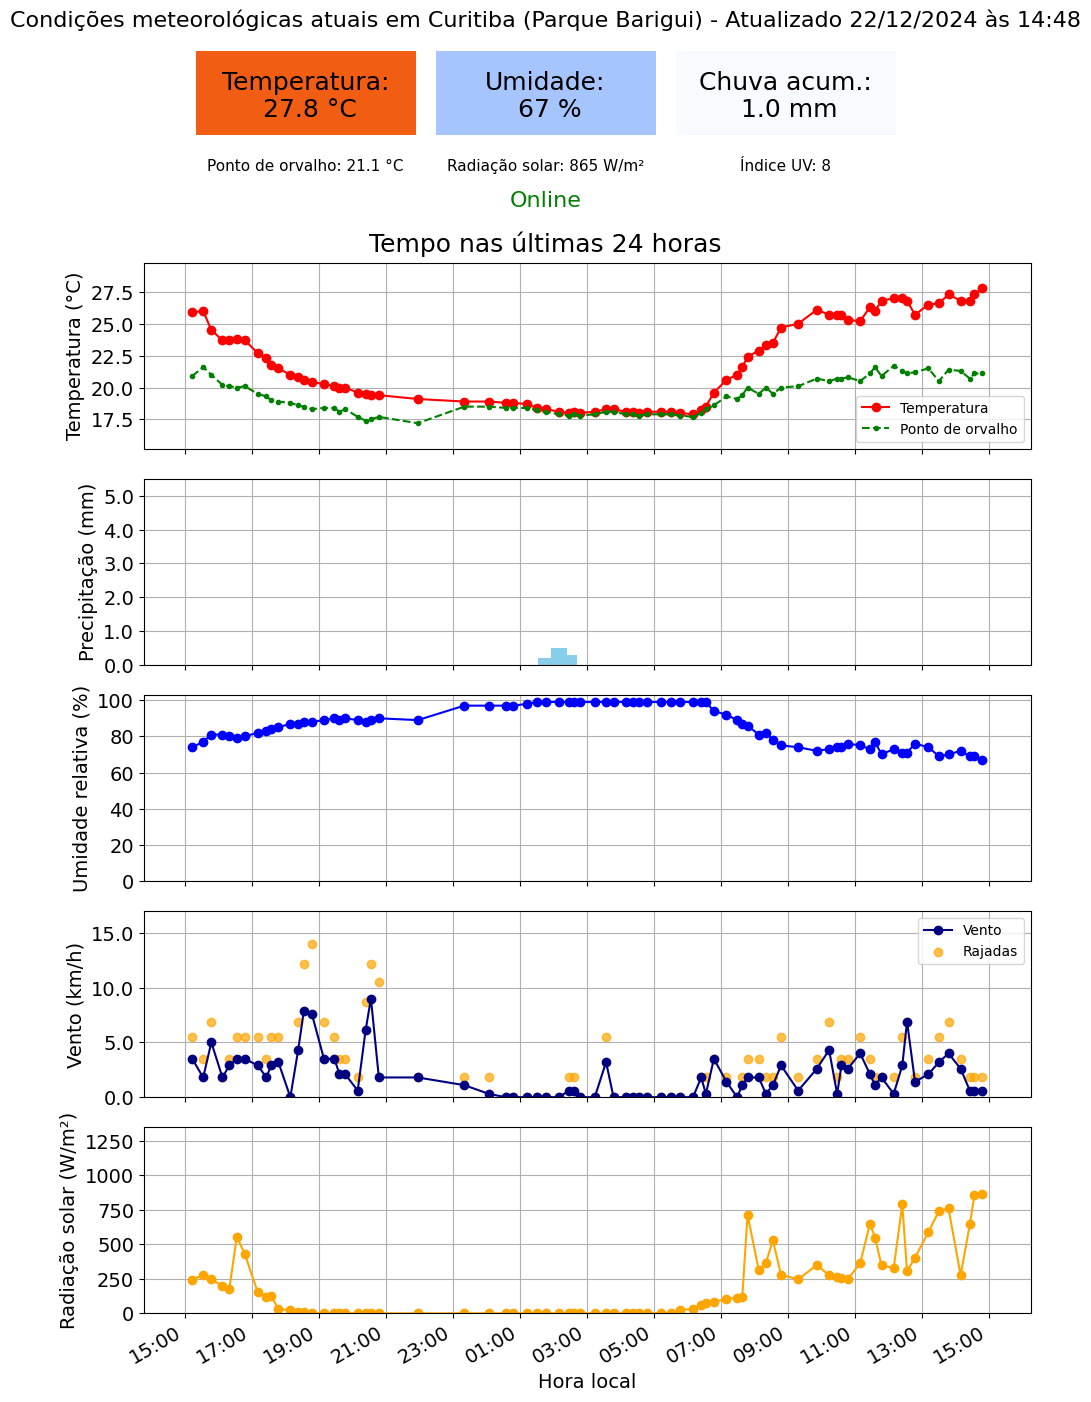 Condições meteorológicas atuais em Curitiba (Parque Barigui) - Atualizado 22/12/2024 às 14:48
Temperatura:
27.8 °C
Umidade:
67 %
Chuva acum.:
1.0 mm
Ponto de orvalho: 21.1 °C
Radiação solar: 865 W/m²
Índice UV: 8
Online
Tempo nas últimas 24 horas
Temperatura (°C)
27.5
25.0
22.5
20.0
17.5
Temperatura
Ponto de orvalho
Precipitação (mm)
5.0
4.0
3.0
2.0
1.0
0.0
Umidade relativa (%)
100
80
60
40
20
0
Vento (km/h)
15.0
10.0
5.0
0.0
Vento
Rajadas
Radiação solar (W/m²)
1250
1000
750
500
250
0
15:00
17:00
19:00
21:00
23:00
01:00
03:00
05:00
07:00
09:00
11:00
13:00
15:00
Hora local